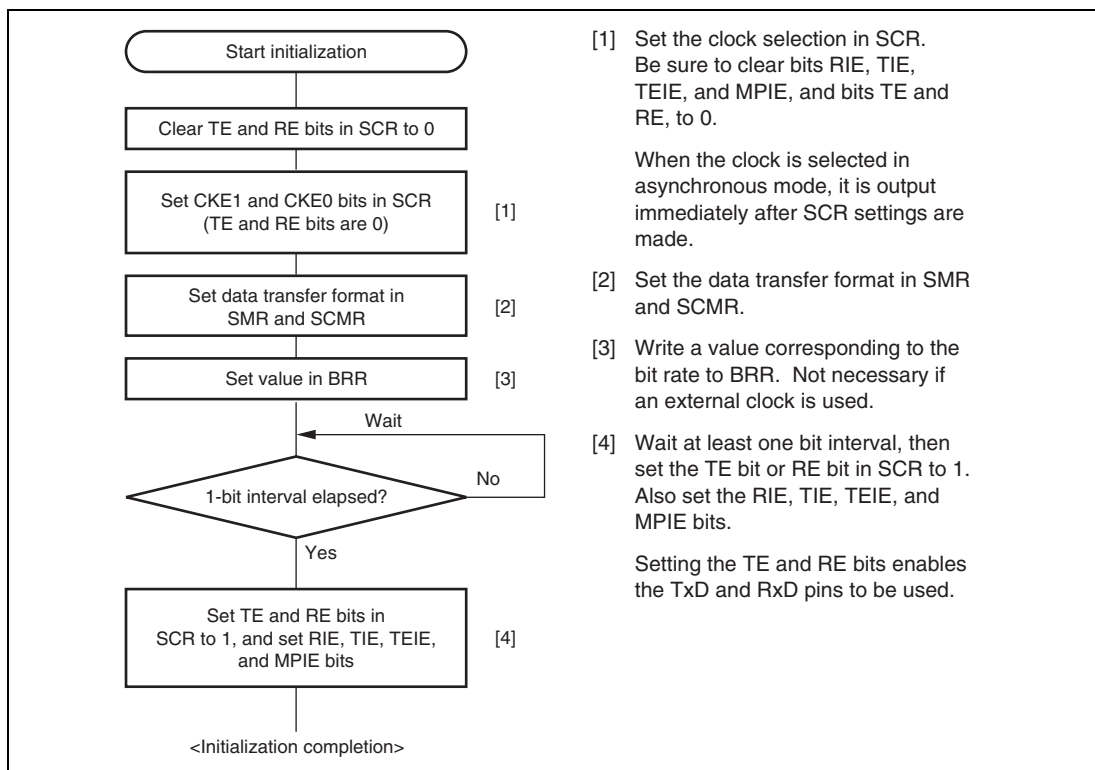 Start initialization
Clear TE and RE bits in SCR to 0
Set CKE1 and CKE0 bits in SCR
(TE and RE bits are 0)
[1]
Set data transfer format in
SMR and SCMR
[2]
Set value in BRR
[3]
Wait
1-bit interval elapsed?
No
Yes
Set TE and RE bits in
SCR to 1, and set RIE, TIE, TEIE,
and MPIE bits
[4]
<Initialization completion>
[1] Set the clock selection in SCR.
Be sure to clear bits RIE, TIE,
TEIE, and MPIE, and bits TE and
RE, to 0.
When the clock is selected in
asynchronous mode, it is output
immediately after SCR settings are
made.
[2] Set the data transfer format in SMR
and SCMR.
[3] Write a value corresponding to the
bit rate to BRR. Not necessary if
an external clock is used.
[4] Wait at least one bit interval, then
set the TE bit or RE bit in SCR to 1.
Also set the RIE, TIE, TEIE, and
MPIE bits.
Setting the TE and RE bits enables
the TxD and RxD pins to be used.